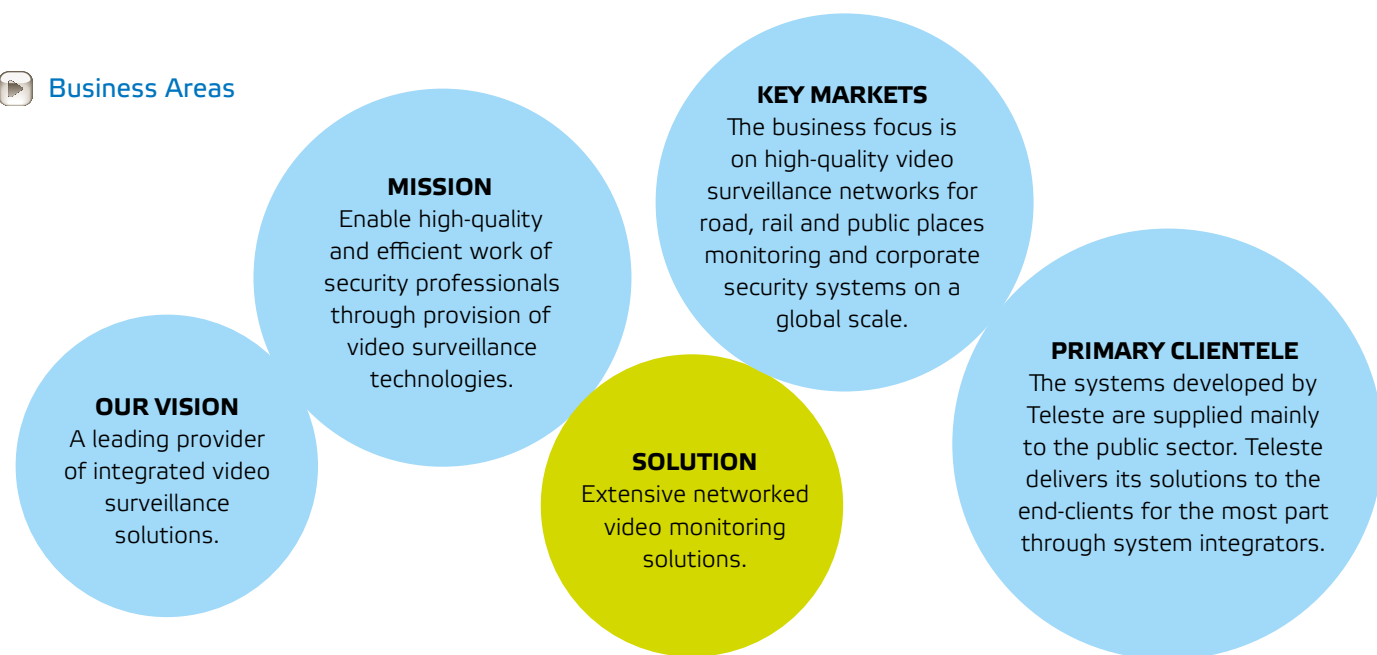 Business Areas
OUR VISION
A leading provider
of integrated video
surveillance
solutions.
MISSION
Enable high-quality
and efficient work of
security professionals
through provision of
video surveillance
technologies.
SOLUTION
Extensive networked
video monitoring
solutions.
KEY MARKETS
The business focus is
on high-quality video
surveillance networks for
road, rail and public places
monitoring and corporate
security systems on a
global scale.
PRIMARY CLIENTELE
The systems developed by
Teleste are supplied mainly
to the public sector. Teleste
delivers its solutions to the
end-clients for the most part
through system integrators.